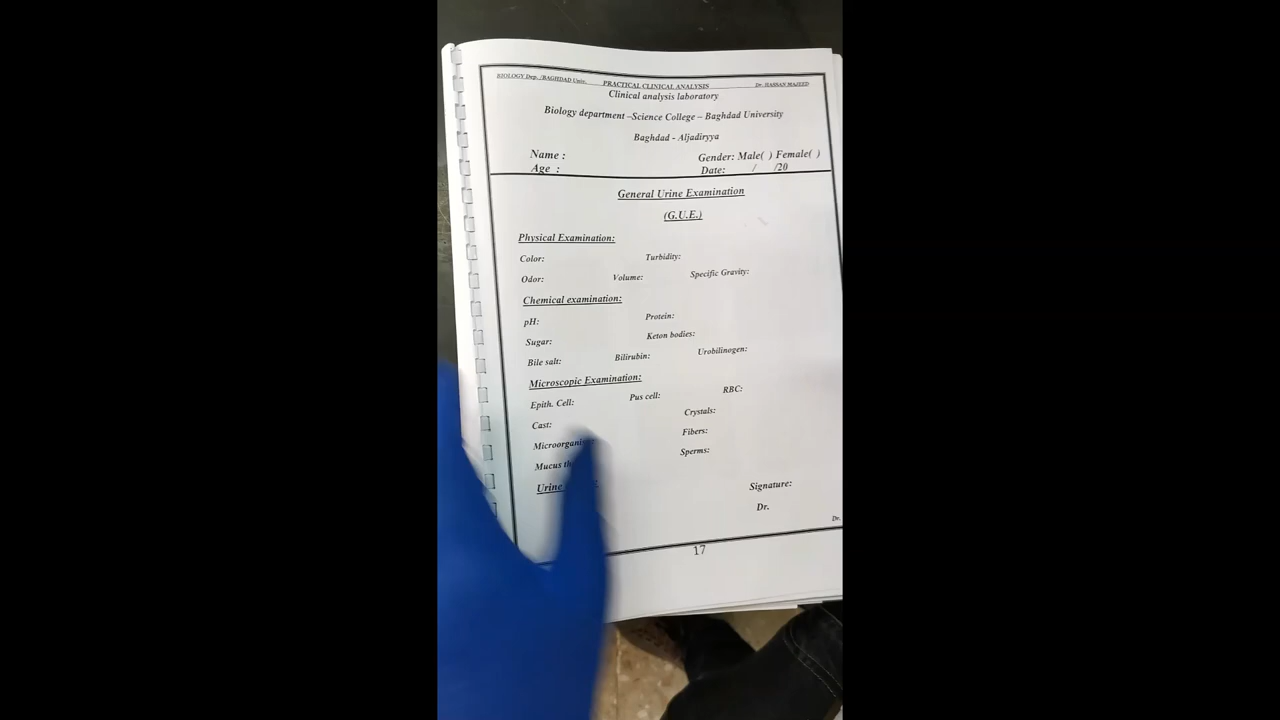 BIOLOGY Dep. /BAGHDAD Univ. PRACTICAL CLINICAL ANALYSIS Dr. HASSAN MAJEED
Clinical analysis laboratory
Biology department –Science College – Baghdad University
Baghdad - Aljadiryya
Name : Gender: Male( ) Female( )
Age : Date: / /20
General Urine Examination
(G.U.E.)
Physical Examination:
Color: Turbidity:
Odor: Volume: Specific Gravity:
Chemical examination:
pH: Protein:
Sugar: Keton bodies:
Bile salt: Bilirubin: Urobilinogen:
Microscopic Examination:
Epith. Cell: Pus cell: RBC:
Cast: Crystals:
Fibers:
Mucus Sperms:
Urine Signature:
Dr.
Dr.
17